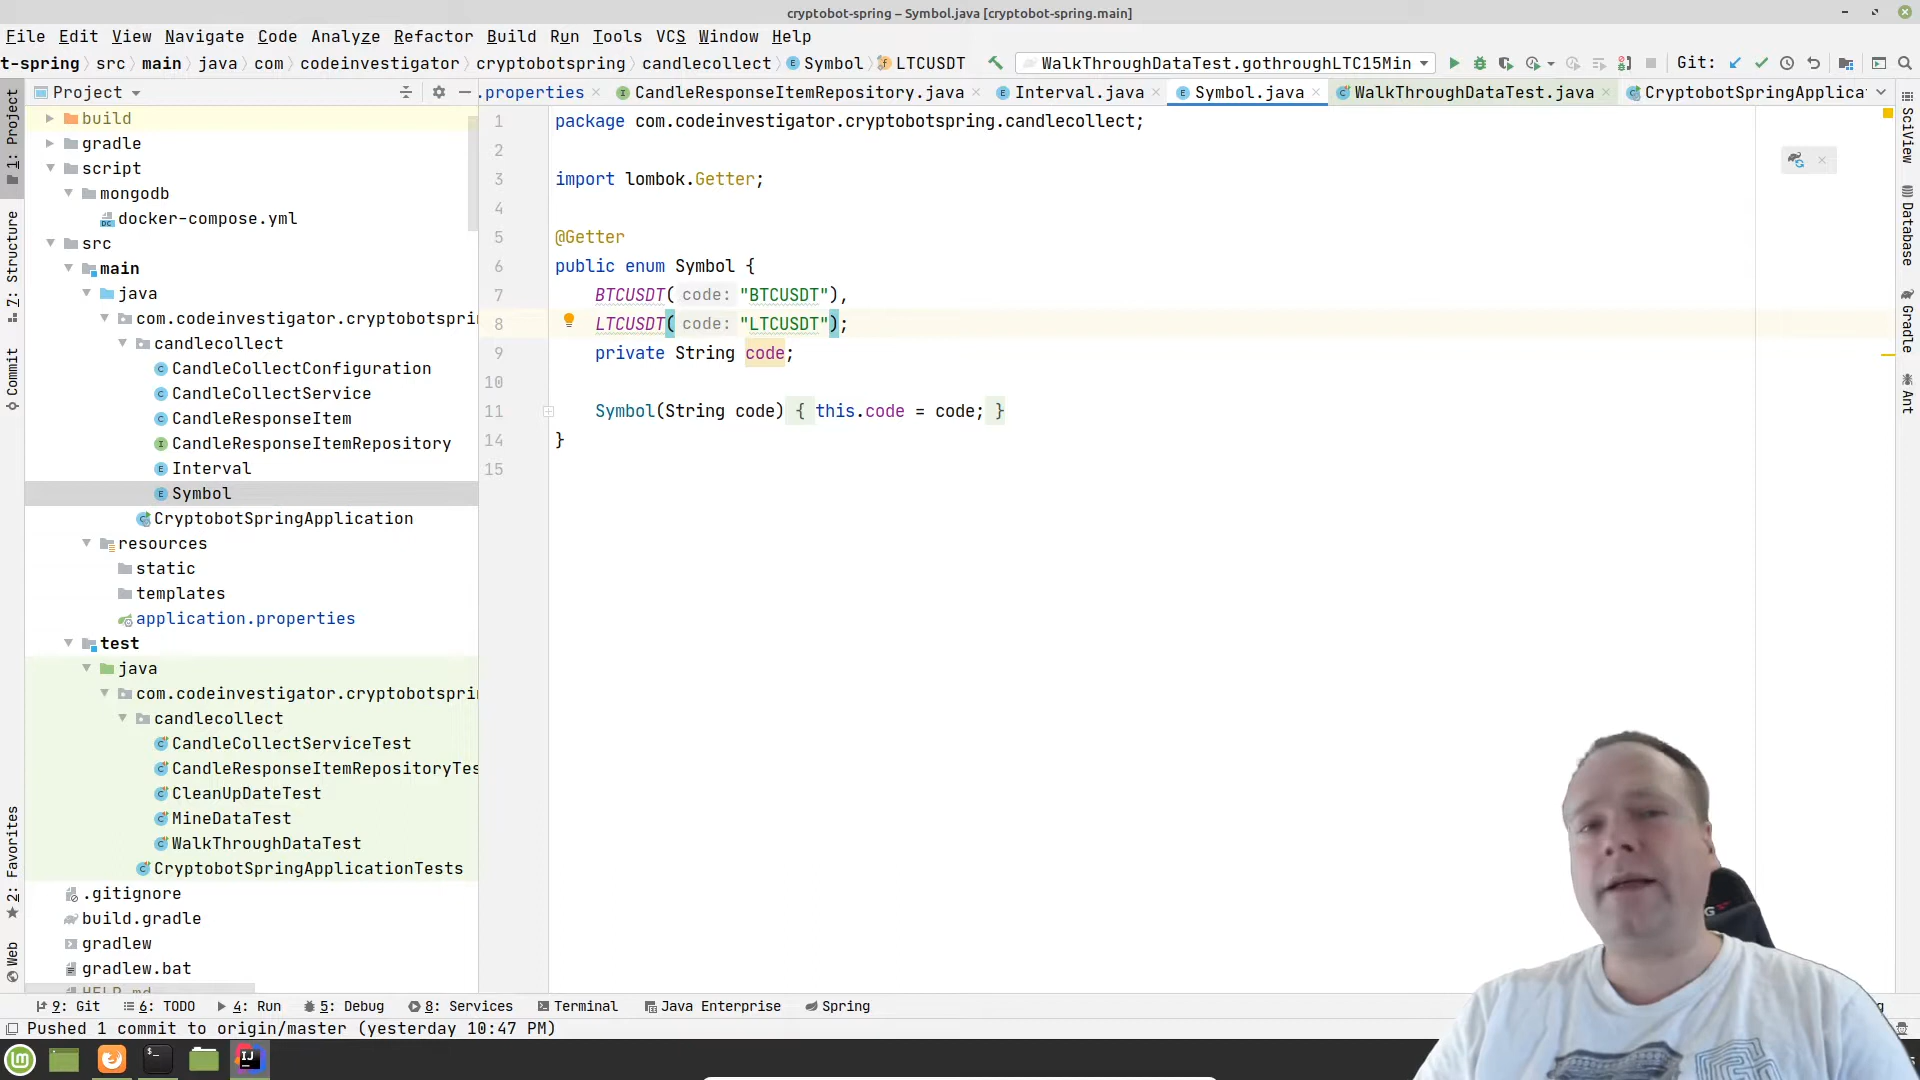 cryptobot-spring – Symbol.java [cryptobot-spring.main]
File Edit View Navigate Code Analyze Refactor Build Run Tools VCS Window Help
t-spring src main java com codeinvestigator cryptobotspring candlecollect Symbol LTCUSDT WalkThroughDataTest.gothroughLTC15Min Git:
Project .properties CandleResponseItemRepository.java Interval.java Symbol.java WalkThroughDataTest.java CryptobotSpringApplica
1: Project
7: Structure
Commit
2: Favorites
Web
build
gradle
script
mongodb
docker-compose.yml
src
main
java
com.codeinvestigator.cryptobotspri
candlecollect
CandleCollectConfiguration
CandleCollectService
CandleResponseItem
CandleResponseItemRepository
Interval
Symbol
CryptobotSpringApplication
resources
static
templates
application.properties
test
java
com.codeinvestigator.cryptobotspri
candlecollect
CandleCollectServiceTest
CandleResponseItemRepositoryTes
CleanUpDateTest
MineDataTest
WalkThroughDataTest
CryptobotSpringApplicationTests
.gitignore
build.gradle
gradlew
gradlew.bat
HELP.md
1 package com.codeinvestigator.cryptobotspring.candlecollect;
2
3 import lombok.Getter;
4
5 @Getter
6 public enum Symbol {
7 BTCUSDT( code: "BTCUSDT"),
8 LTCUSDT( code: "LTCUSDT");
9 private String code;
10
11 Symbol(String code) { this.code = code; }
14 }
15
SciView
Database
Gradle
Ant
9: Git 6: TODO 4: Run 5: Debug 8: Services Terminal Java Enterprise Spring
Pushed 1 commit to origin/master (yesterday 10:47 PM)